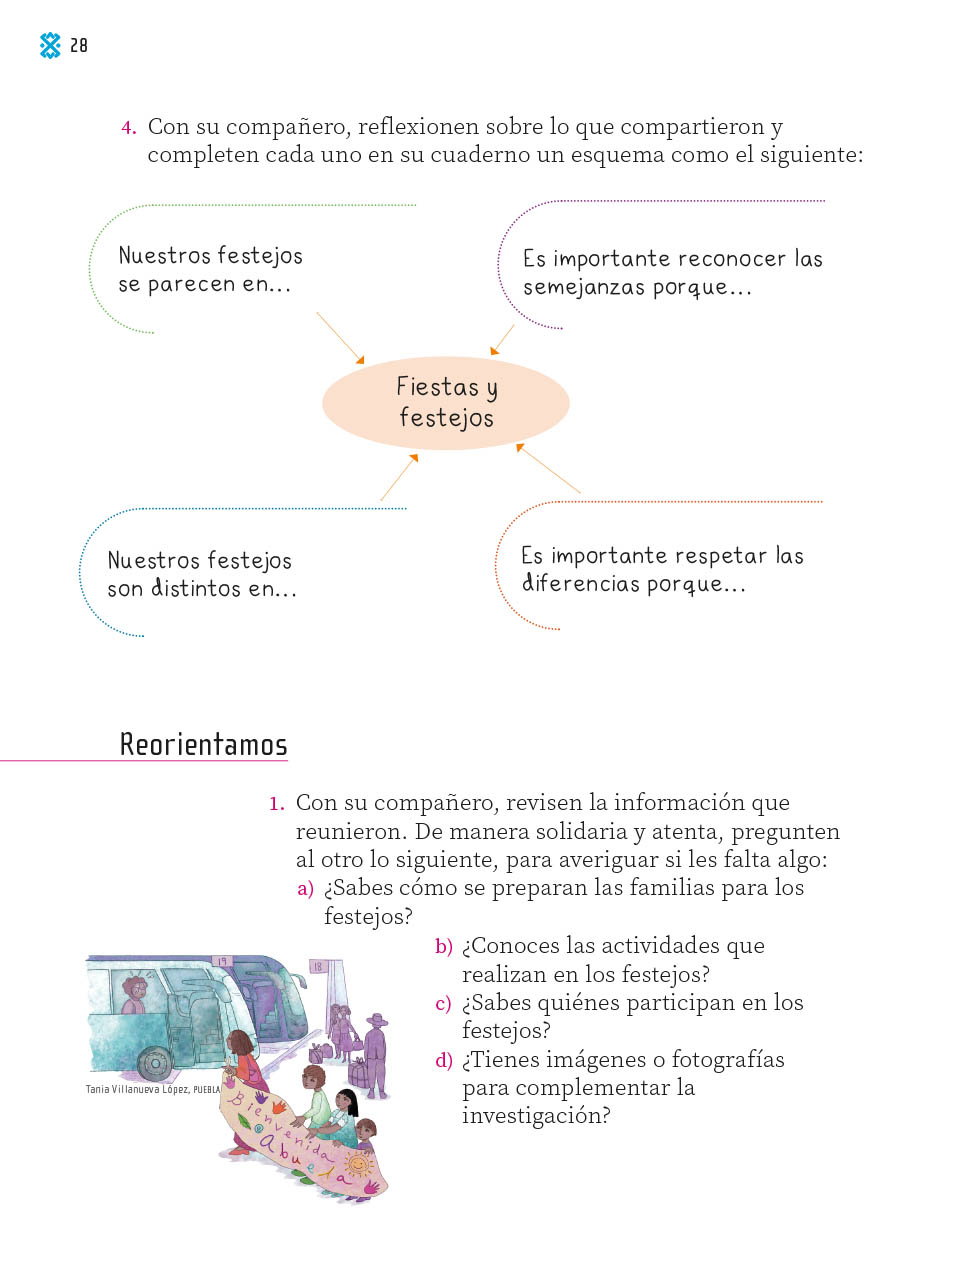 28
4. Con su compañero, reflexionen sobre lo que compartieron y
completen cada uno en su cuaderno un esquema como el siguiente:
Nuestros festejos
se parecen en...
Es importante reconocer las
semejanzas porque...
Fiestas y
festejos
Nuestros festejos
son distintos en...
Es importante respetar las
diferencias porque...
Reorientamos
1. Con su compañero, revisen la información que
reunieron. De manera solidaria y atenta, pregunten
al otro lo siguiente, para averiguar si les falta algo:
a) ¿Sabes cómo se preparan las familias para los
festejos?
b) ¿Conoces las actividades que
realizan en los festejos?
c) ¿Sabes quiénes participan en los
festejos?
d) ¿Tienes imágenes o fotografías
para complementar la
investigación?
19
18
Tania Villanueva López, PUEBLA
Bienvenida
Abuela